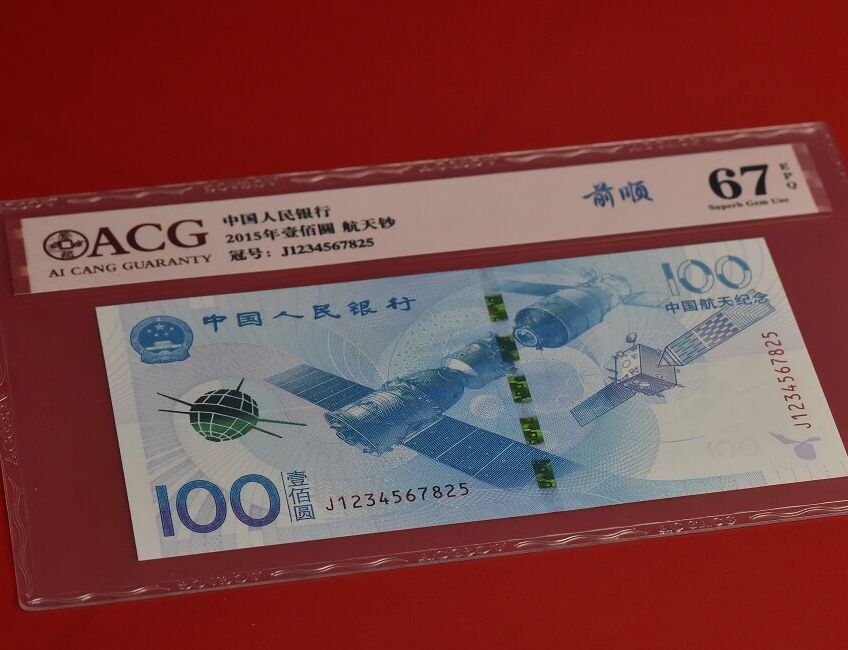 ACG
AI CANG GUARANTY
中国人民银行
2015年壹佰圆 航天钞
冠号：J1234567825
前顺
67
EPQ
Superb Gem Unc
中国人民银行
100
中国航天纪念
J1234567825
100
壹佰圆
J1234567825